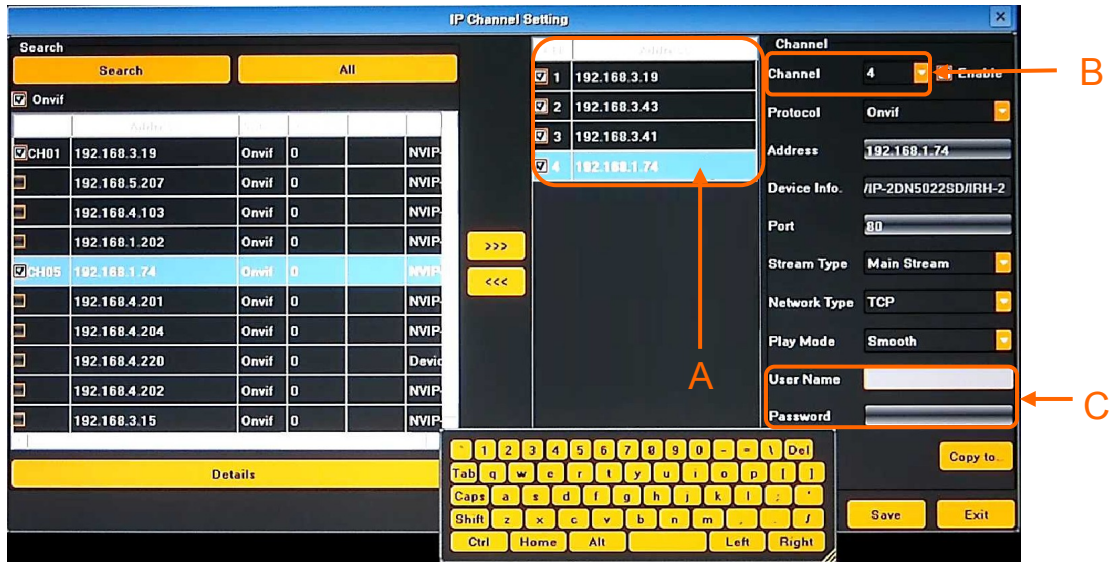 IP Channel Setting
Search
Search All
Onvif
CH01 192.168.3.19 Onvif 0 NVIP-
192.168.5.207 Onvif 0 NVIP-
192.168.4.103 Onvif 0 NVIP-
192.168.1.202 Onvif 0 NVIP-
CH05 192.168.1.74 Onvif 0 NVIP-
192.168.4.201 Onvif 0 NVIP-
192.168.4.204 Onvif 0 NVIP-
192.168.4.220 Onvif 0 Devic
192.168.4.202 Onvif 0 NVIP-
192.168.3.15 Onvif 0 NVIP-
Details
>>>
<<<
1 192.168.3.19
2 192.168.3.43
3 192.168.3.41
4 192.168.1.74
A
Channel
Channel 4 Enable
B
Protocol Onvif
Address 192.168.1.74
Device Info. /IP-2DN5022SD/IRH-2
Port 80
Stream Type Main Stream
Network Type TCP
Play Mode Smooth
User Name
Password
C
Copy to...
Save Exit
` 1 2 3 4 5 6 7 8 9 0 - = \ Del
Tab q w e r t y u i o p [ ]
Caps a s d f g h j k l ; '
Shift z x c v b n m , . /
Ctrl Home Alt Left Right